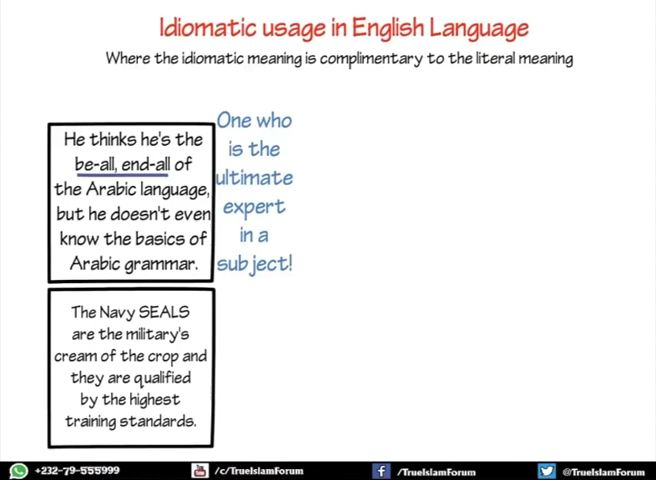 Idiomatic usage in English Language
Where the idiomatic meaning is complimentary to the literal meaning
He thinks he's the
be-all, end-all of
the Arabic language,
but he doesn't even
know the basics of
Arabic grammar.
One who
is the
ultimate
expert
in a
subject!
The Navy SEALS
are the military's
cream of the crop and
they are qualified
by the highest
training standards.
+232-79-555999
You Tube
/c/TrueIslamForum
/TrueIslamForum
@TrueIslamForum